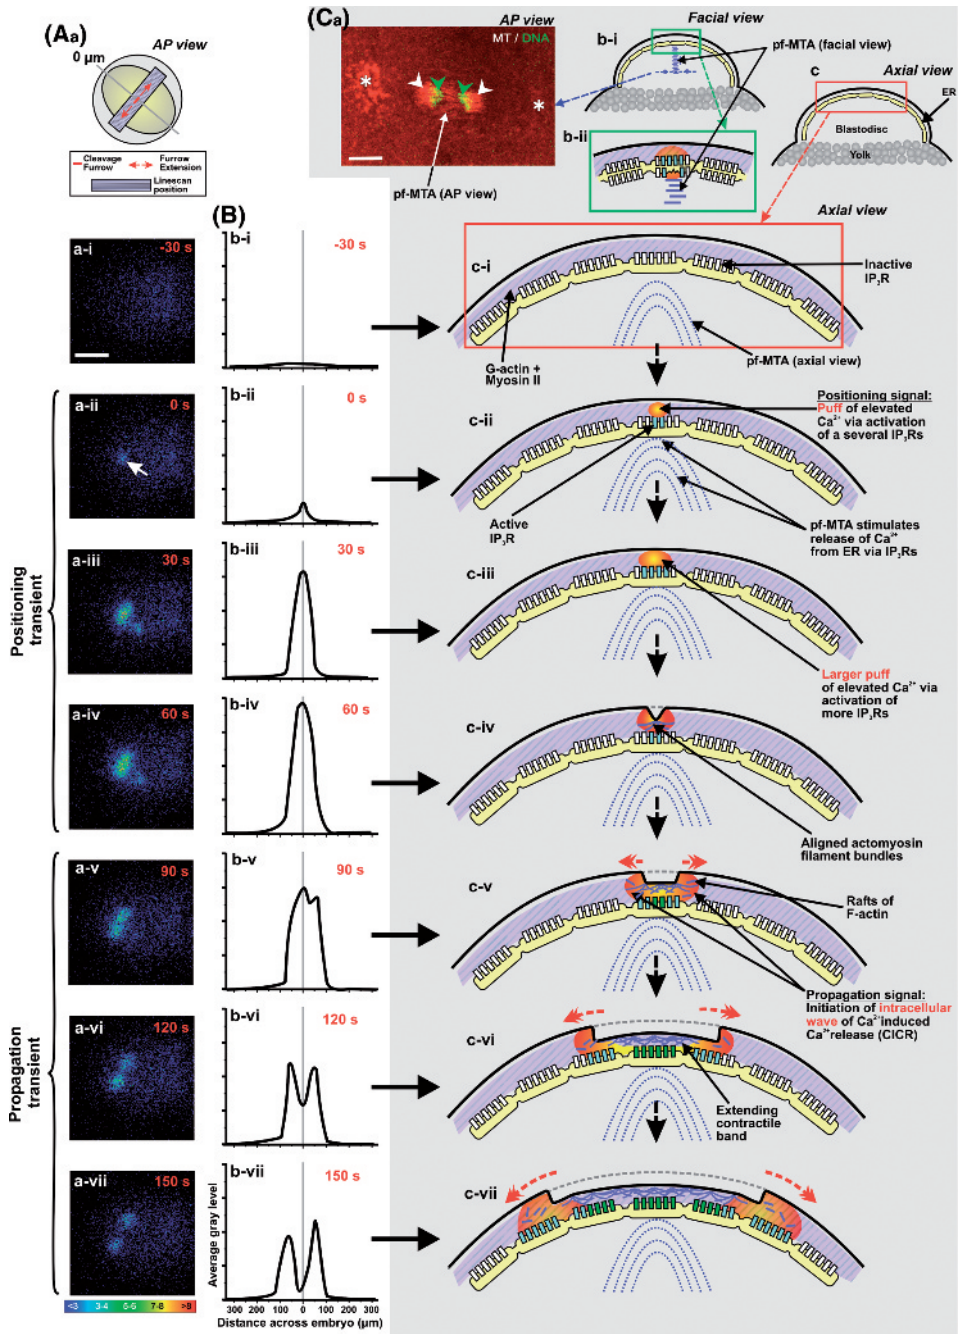 (Aa)
AP view
0 µm
Cleavage
Furrow
Furrow
Extension
Linescan
position
(Ca)
AP view
MT / DNA
*
*
pf-MTA (AP view)
Facial view
b-i
pf-MTA (facial view)
b-ii
Axial view
c
ER
Blastodisc
Yolk
(B)
Axial view
a-i
-30 s
b-i
-30 s
c-i
Inactive
IP₃R
G-actin +
Myosin II
pf-MTA (axial view)
Positioning
transient
a-ii
0 s
b-ii
0 s
c-ii
Positioning signal:
Puff of elevated
Ca²⁺ via activation
of a several IP₃Rs
Active
IP₃R
pf-MTA stimulates
release of Ca²⁺
from ER via IP₃Rs
a-iii
30 s
b-iii
30 s
c-iii
Larger puff
of elevated Ca²⁺ via
activation of
more IP₃Rs
a-iv
60 s
b-iv
60 s
c-iv
Aligned actomyosin
filament bundles
Propagation
transient
a-v
90 s
b-v
90 s
c-v
Rafts of
F-actin
Propagation signal:
Initiation of intracellular
wave of Ca²⁺induced
Ca²⁺release (CICR)
a-vi
120 s
b-vi
120 s
c-vi
Extending
contractile
band
a-vii
150 s
b-vii
150 s
c-vii
Average gray level
<3 3-4 5-6 7-8 >8
300 200 100 0 100 200 300
Distance across embryo (µm)